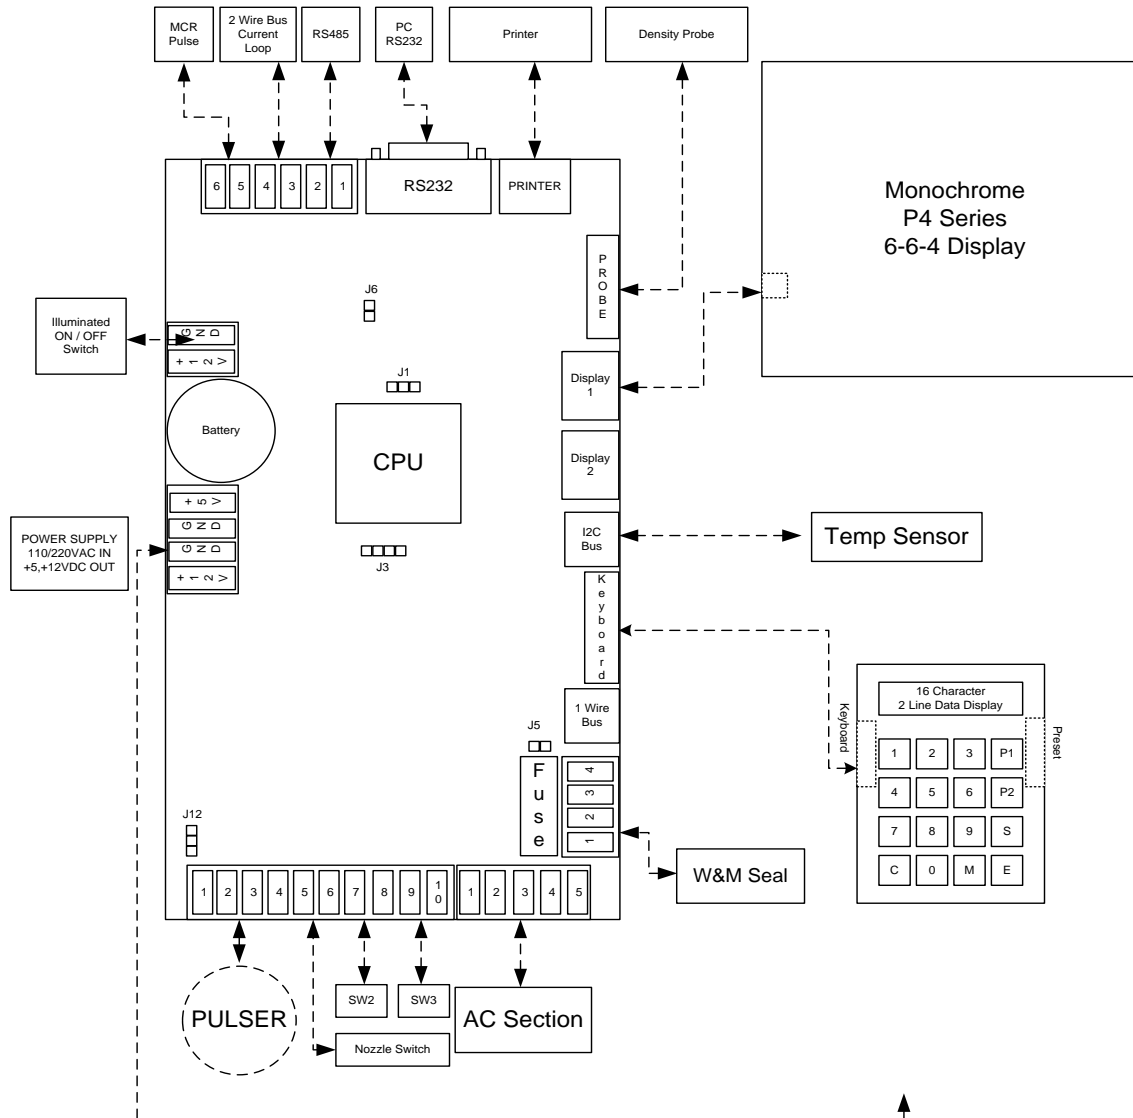 MCR
Pulse
2 Wire Bus
Current
Loop
RS485
PC
RS232
Printer
Density Probe
6
5
4
3
2
1
RS232
PRINTER
Monochrome
P4 Series
6-6-4 Display
PROBE
J6
Illuminated
ON / OFF
Switch
GND
+12V
J1
Display
1
Battery
CPU
Display
2
+5V
GND
GND
+12V
POWER SUPPLY
110/220VAC IN
+5,+12VDC OUT
I2C
Bus
Temp Sensor
J3
Keyboard
16 Character
2 Line Data Display
Keyboard
Preset
1 2 3 P1
4 5 6 P2
7 8 9 S
C 0 M E
1 Wire
Bus
J5
Fuse
4
3
2
1
J12
W&M Seal
1 2 3 4 5 6 7 8 9 10
1 2 3 4 5
PULSER
SW2
SW3
AC Section
Nozzle Switch